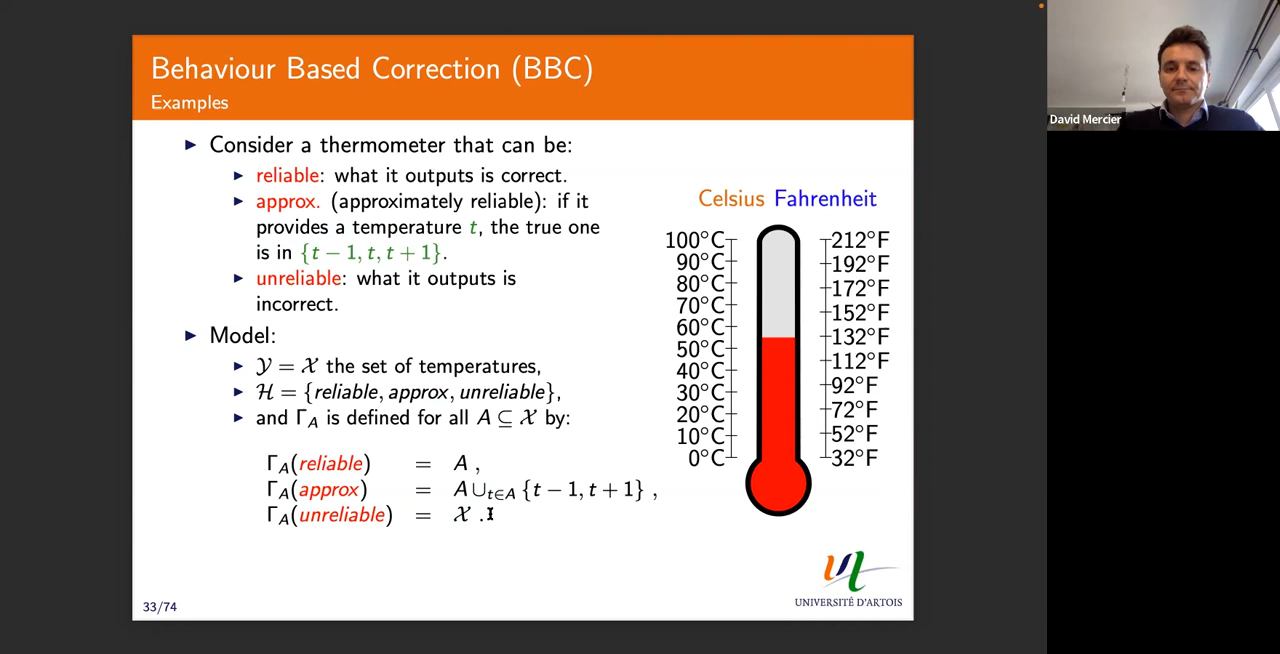 Behaviour Based Correction (BBC)
Examples
► Consider a thermometer that can be:
► reliable: what it outputs is correct.
► approx. (approximately reliable): if it
provides a temperature t, the true one
is in {t − 1, t, t + 1}.
► unreliable: what it outputs is
incorrect.
► Model:
► 𝒴 = 𝒳 the set of temperatures,
► ℋ = {reliable, approx, unreliable},
► and Γ_A is defined for all A ⊆ 𝒳 by:
Γ_A(reliable) = A ,
Γ_A(approx) = A ∪_{t∈A} {t − 1, t + 1} ,
Γ_A(unreliable) = 𝒳 .
Celsius Fahrenheit
100°C 212°F
90°C 192°F
80°C 172°F
70°C 152°F
60°C 132°F
50°C 112°F
40°C 92°F
30°C 72°F
20°C 52°F
10°C 32°F
0°C
UNIVERSITÉ D'ARTOIS
33/74
David Mercier